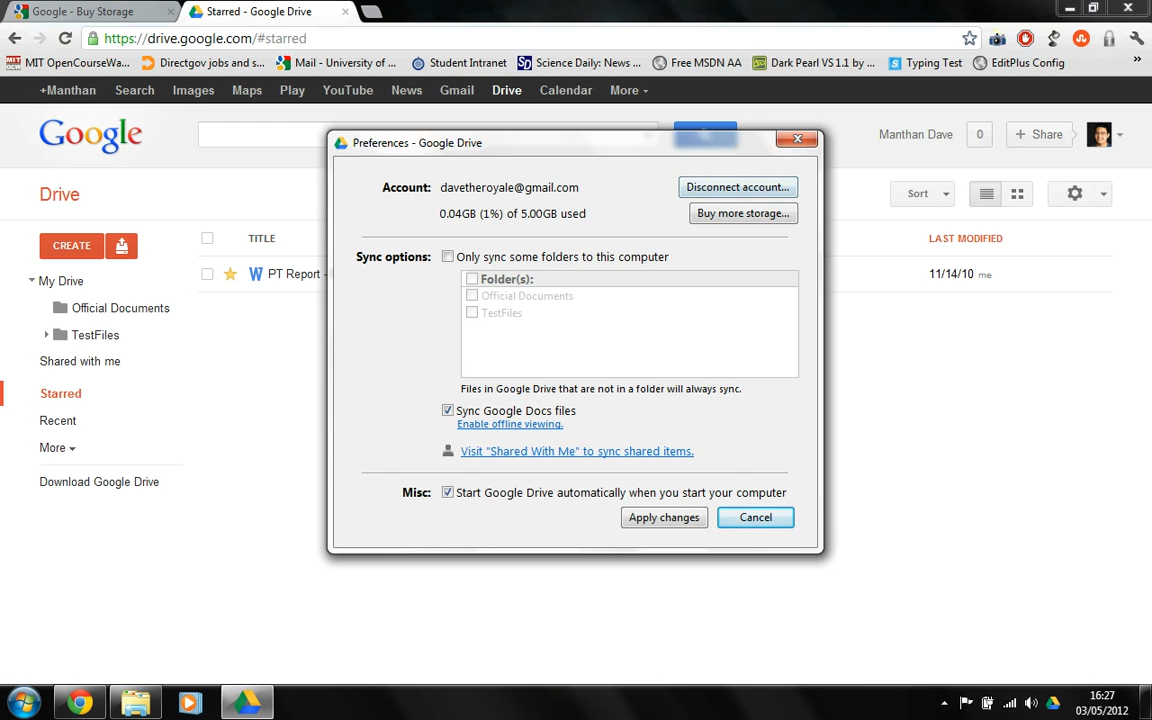 Google - Buy Storage
Starred - Google Drive
https://drive.google.com/#starred
MIT OpenCourseWa...
Directgov jobs and s...
Mail - University of ...
Student Intranet
Science Daily: News ...
Free MSDN AA
Dark Pearl VS 1.1 by ...
Typing Test
EditPlus Config
+Manthan Search Images Maps Play YouTube News Gmail Drive Calendar More
Google
Manthan Dave 0 + Share
Drive
Sort
CREATE
TITLE
LAST MODIFIED
W PT Report -
11/14/10 me
My Drive
Official Documents
TestFiles
Shared with me
Starred
Recent
More
Download Google Drive
Preferences - Google Drive
Account: davetheroyale@gmail.com
Disconnect account...
0.04GB (1%) of 5.00GB used
Buy more storage...
Sync options: Only sync some folders to this computer
Folder(s):
Official Documents
TestFiles
Files in Google Drive that are not in a folder will always sync.
Sync Google Docs files
Enable offline viewing.
Visit "Shared With Me" to sync shared items.
Misc: Start Google Drive automatically when you start your computer
Apply changes
Cancel
16:27
03/05/2012